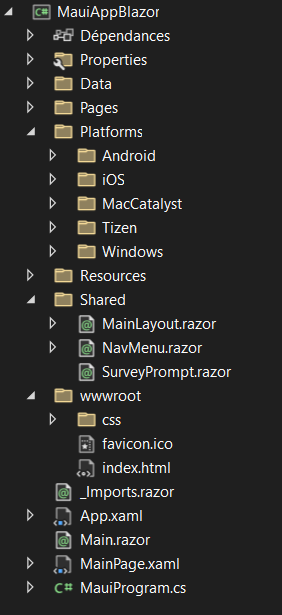 MauiAppBlazor
Dépendances
Properties
Data
Pages
Platforms
Android
iOS
MacCatalyst
Tizen
Windows
Resources
Shared
MainLayout.razor
NavMenu.razor
SurveyPrompt.razor
wwwroot
css
favicon.ico
index.html
_Imports.razor
App.xaml
Main.razor
MainPage.xaml
C# MauiProgram.cs